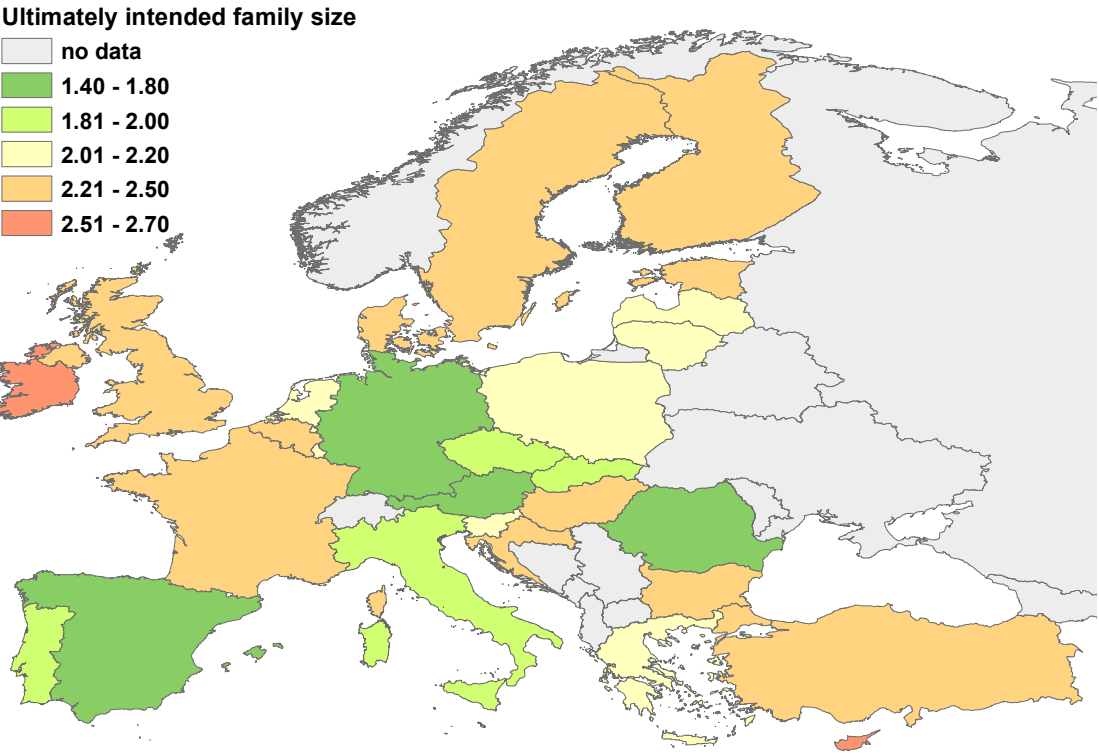 Ultimately intended family size
no data
1.40 - 1.80
1.81 - 2.00
2.01 - 2.20
2.21 - 2.50
2.51 - 2.70